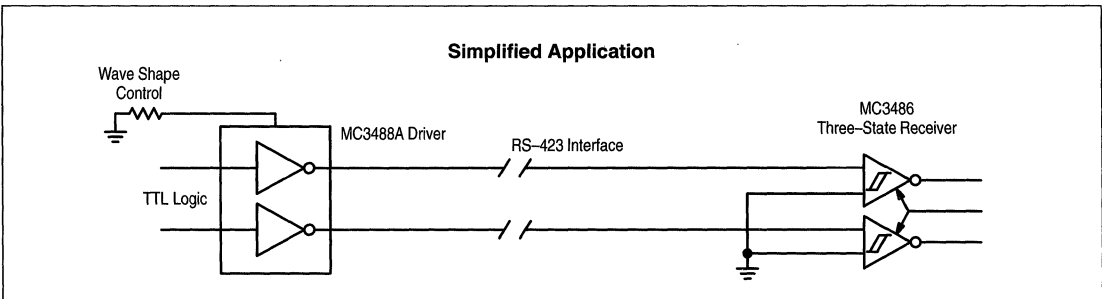 Simplified Application
Wave Shape
Control
MC3488A Driver
RS–423 Interface
MC3486
Three–State Receiver
TTL Logic